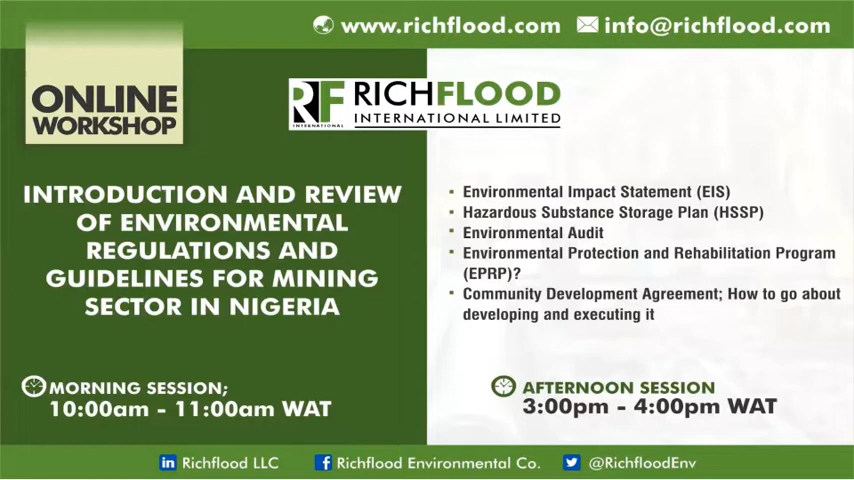 www.richflood.com info@richflood.com
ONLINE
WORKSHOP
RF
INTERNATIONAL
RICHFLOOD
INTERNATIONAL LIMITED
INTRODUCTION AND REVIEW
OF ENVIRONMENTAL
REGULATIONS AND
GUIDELINES FOR MINING
SECTOR IN NIGERIA
MORNING SESSION;
10:00am - 11:00am WAT
▪ Environmental Impact Statement (EIS)
▪ Hazardous Substance Storage Plan (HSSP)
▪ Environmental Audit
▪ Environmental Protection and Rehabilitation Program
(EPRP)?
▪ Community Development Agreement; How to go about
developing and executing it
AFTERNOON SESSION
3:00pm - 4:00pm WAT
in Richflood LLC f Richflood Environmental Co. @RichfloodEnv